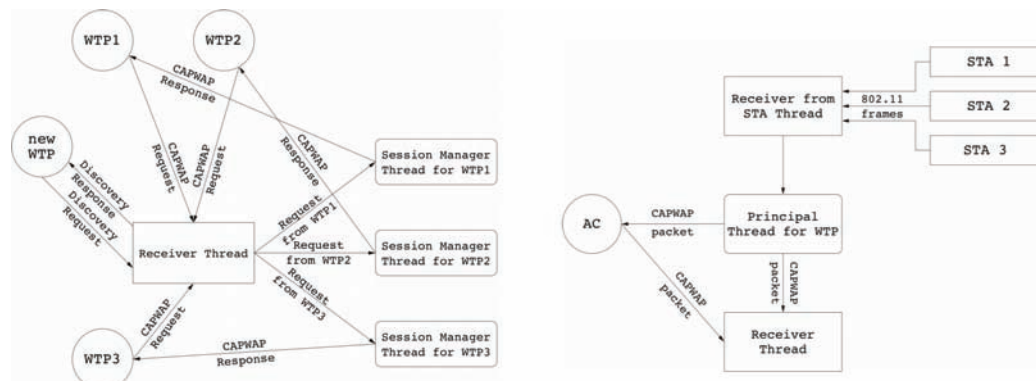 WTP1
WTP2
CAPWAP
Response
new
WTP
Discovery
Response
Discovery
Request
CAPWAP
Request
CAPWAP
Request
CAPWAP
Response
Session Manager
Thread for WTP1
Request
from WTP1
Receiver Thread
Request
from WTP2
Session Manager
Thread for WTP2
Request
from WTP3
CAPWAP
Request
WTP3
CAPWAP
Response
Session Manager
Thread for WTP3
Receiver from
STA Thread
802.11
frames
STA 1
STA 2
STA 3
AC
CAPWAP
packet
Principal
Thread for WTP
CAPWAP
packet
CAPWAP
packet
Receiver
Thread